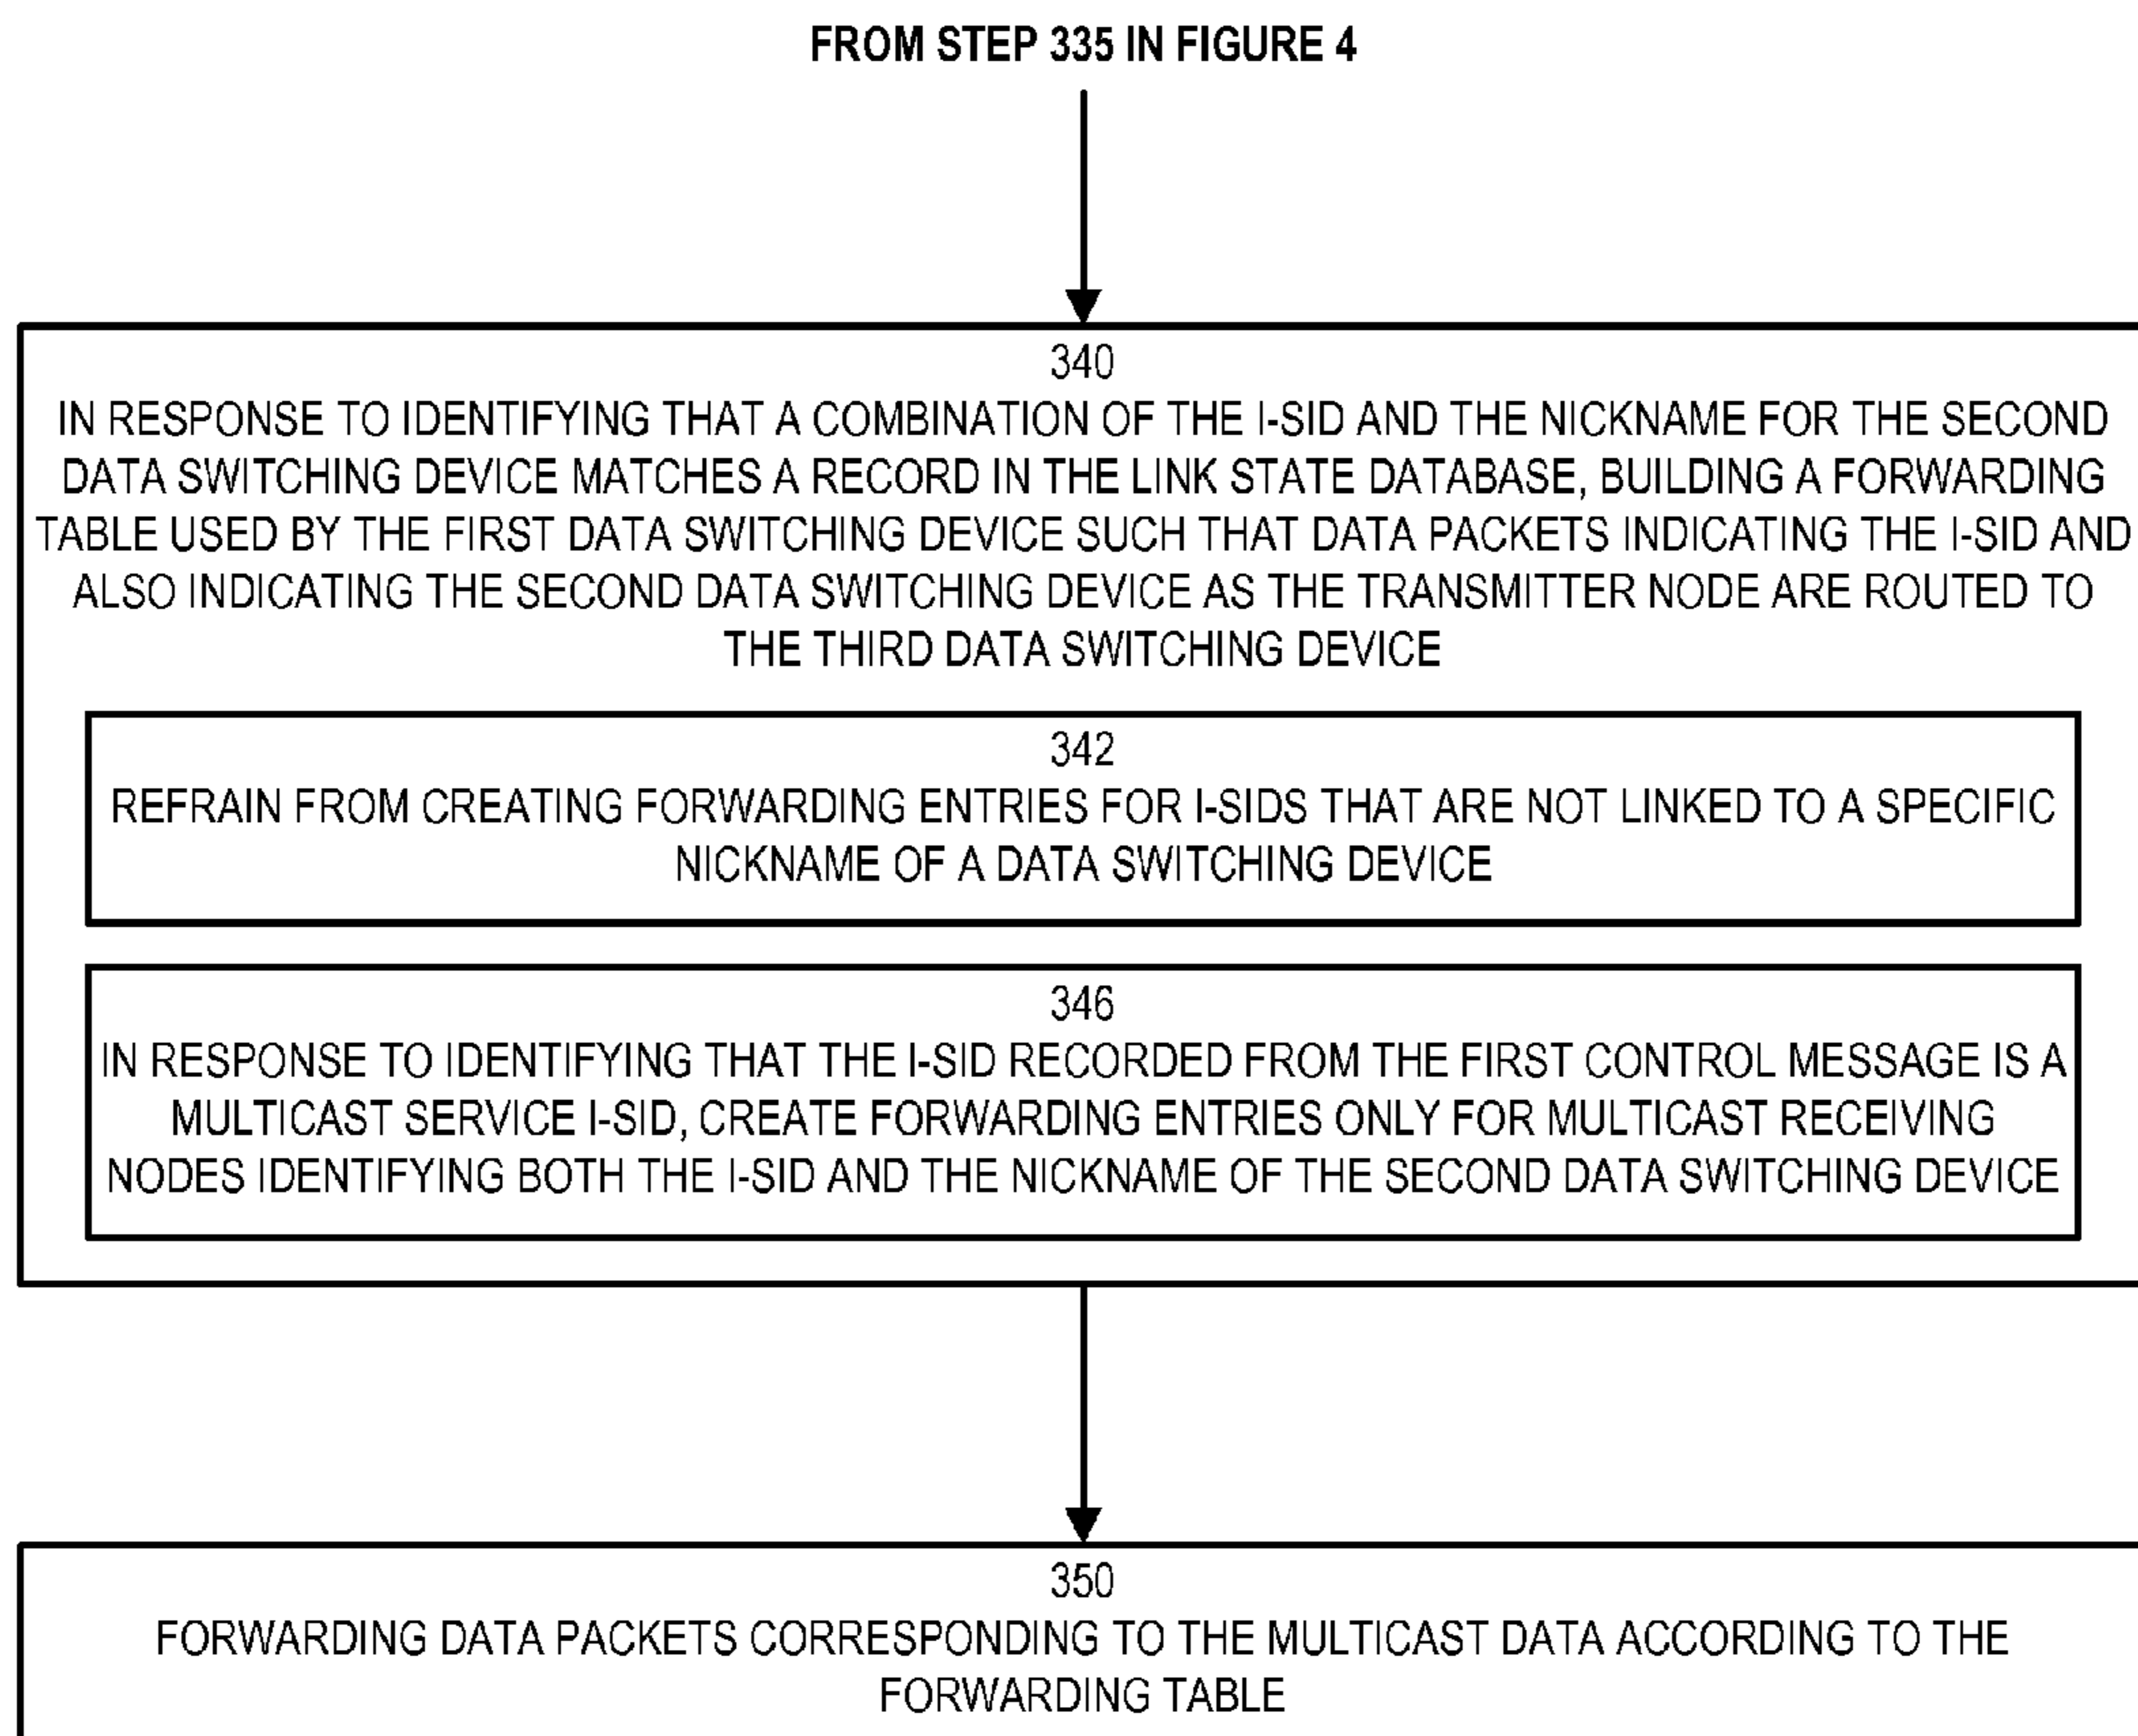 FROM STEP 335 IN FIGURE 4
340
IN RESPONSE TO IDENTIFYING THAT A COMBINATION OF THE I-SID AND THE NICKNAME FOR THE SECOND
DATA SWITCHING DEVICE MATCHES A RECORD IN THE LINK STATE DATABASE, BUILDING A FORWARDING
TABLE USED BY THE FIRST DATA SWITCHING DEVICE SUCH THAT DATA PACKETS INDICATING THE I-SID AND
ALSO INDICATING THE SECOND DATA SWITCHING DEVICE AS THE TRANSMITTER NODE ARE ROUTED TO
THE THIRD DATA SWITCHING DEVICE
342
REFRAIN FROM CREATING FORWARDING ENTRIES FOR I-SIDS THAT ARE NOT LINKED TO A SPECIFIC
NICKNAME OF A DATA SWITCHING DEVICE
346
IN RESPONSE TO IDENTIFYING THAT THE I-SID RECORDED FROM THE FIRST CONTROL MESSAGE IS A
MULTICAST SERVICE I-SID, CREATE FORWARDING ENTRIES ONLY FOR MULTICAST RECEIVING
NODES IDENTIFYING BOTH THE I-SID AND THE NICKNAME OF THE SECOND DATA SWITCHING DEVICE
350
FORWARDING DATA PACKETS CORRESPONDING TO THE MULTICAST DATA ACCORDING TO THE
FORWARDING TABLE